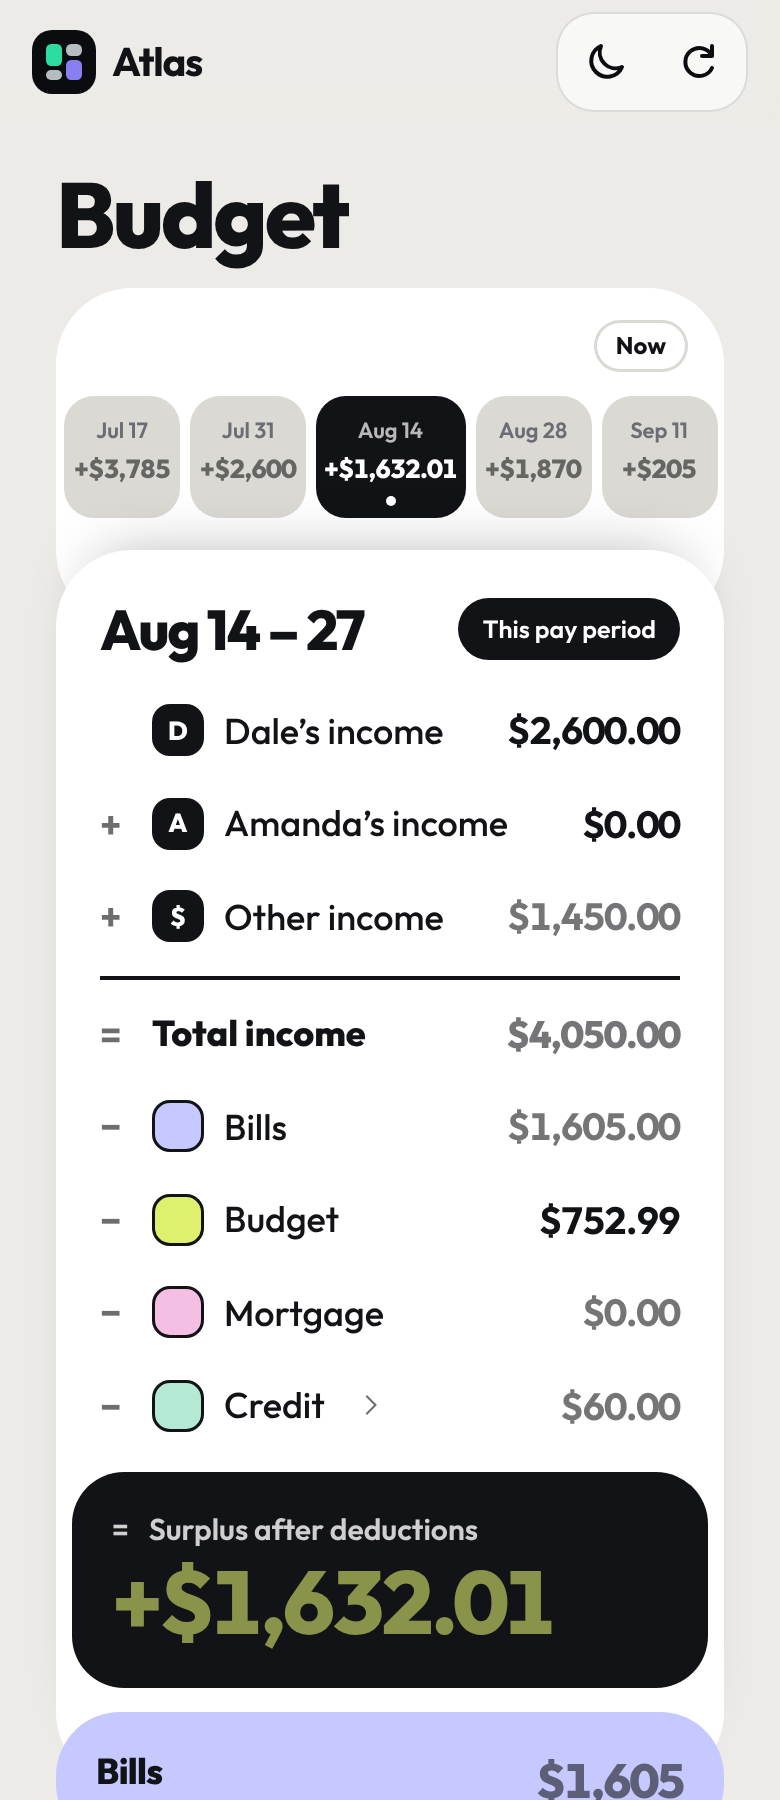 Atlas
Budget
Now
Jul 17
+$3,785
Jul 31
+$2,600
Aug 14
+$1,632.01
Aug 28
+$1,870
Sep 11
+$205
Aug 14 – 27
This pay period
D Dale’s income $2,600.00
+ A Amanda’s income $0.00
+ $ Other income $1,450.00
= Total income $4,050.00
− Bills $1,605.00
− Budget $752.99
− Mortgage $0.00
− Credit > $60.00
= Surplus after deductions
+$1,632.01
Bills $1,605